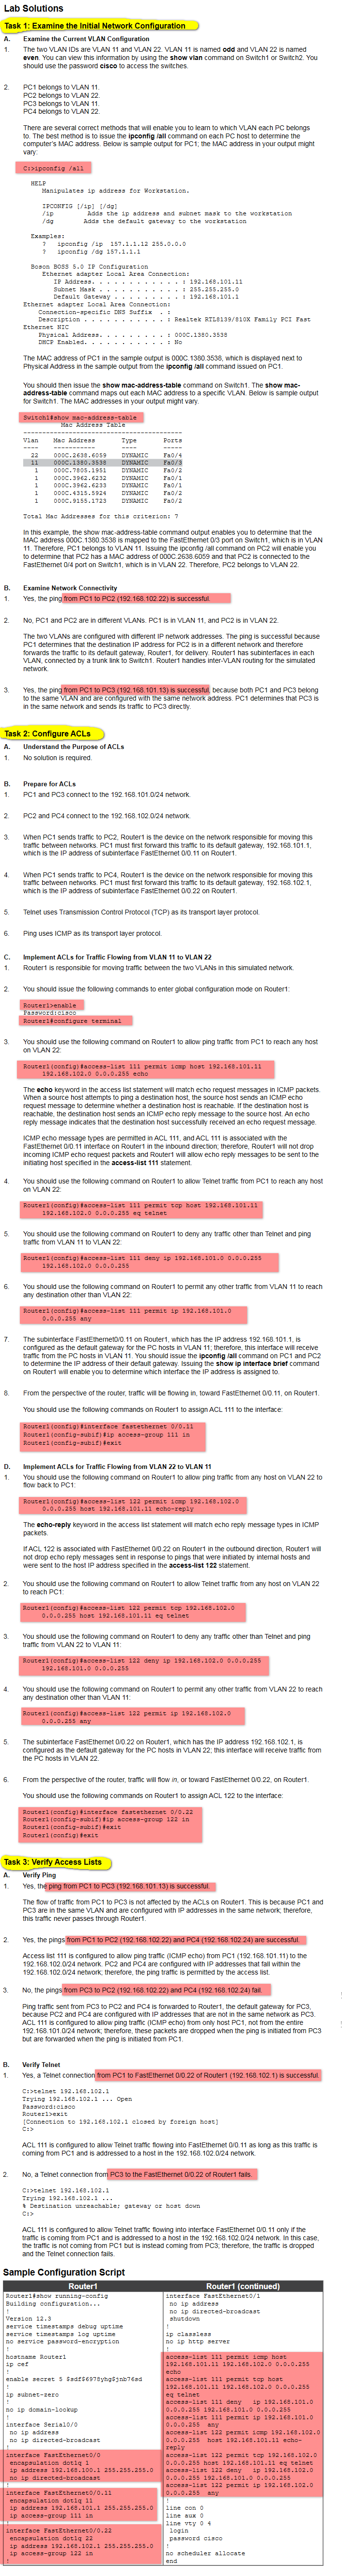 Lab Solutions
Task 1: Examine the Initial Network Configuration
A. Examine the Current VLAN Configuration
1. The two VLAN IDs are VLAN 11 and VLAN 22. VLAN 11 is named odd and VLAN 22 is named
even. You can view this information by using the show vlan command on Switch1 or Switch2. You
should use the password cisco to access the switches.
2. PC1 belongs to VLAN 11.
PC2 belongs to VLAN 22.
PC3 belongs to VLAN 11.
PC4 belongs to VLAN 22.
There are several correct methods that will enable you to learn to which VLAN each PC belongs
to. The best method is to issue the ipconfig /all command on each PC host to determine the
computer's MAC address. Below is sample output for PC1; the MAC address in your output might
vary:
C:>ipconfig /all
HELP
Manipulates ip address for Workstation.
IPCONFIG [/ip] [/dg]
/ip Adds the ip address and subnet mask to the workstation
/dg Adds the default gateway to the workstation
Examples:
? ipconfig /ip 157.1.1.12 255.0.0.0
? ipconfig /dg 157.1.1.1
Boson BOSS 5.0 IP Configuration
Ethernet adapter Local Area Connection:
IP Address. . . . . . . . . . . . : 192.168.101.11
Subnet Mask . . . . . . . . . . . : 255.255.255.0
Default Gateway . . . . . . . . . : 192.168.101.1
Ethernet adapter Local Area Connection:
Connection-specific DNS Suffix . :
Description . . . . . . . . . . . : Realtek RTL8139/810X Family PCI Fast
Ethernet NIC
Physical Address. . . . . . . . . : 000C.1380.3538
DHCP Enabled. . . . . . . . . . . : No
The MAC address of PC1 in the sample output is 000C.1380.3538, which is displayed next to
Physical Address in the sample output from the ipconfig /all command issued on PC1.
You should then issue the show mac-address-table command on Switch1. The show mac-
address-table command maps out each MAC address to a specific VLAN. Below is sample output
for Switch1. The MAC addresses in your output might vary.
Switch1#show mac-address-table
Mac Address Table
Vlan Mac Address Type Ports
22 000C.2638.6059 DYNAMIC Fa0/4
11 000C.1380.3538 DYNAMIC Fa0/3
1 000C.7805.1951 DYNAMIC Fa0/2
1 000C.3962.6232 DYNAMIC Fa0/1
1 000C.3962.6233 DYNAMIC Fa0/1
1 000C.4315.5924 DYNAMIC Fa0/2
1 000C.9155.1723 DYNAMIC Fa0/2
Total Mac Addresses for this criterion: 7
In this example, the show mac-address-table command output enables you to determine that the
MAC address 000C.1380.3538 is mapped to the FastEthernet 0/3 port on Switch1, which is in VLAN
11. Therefore, PC1 belongs to VLAN 11. Issuing the ipconfig /all command on PC2 will enable you
to determine that PC2 has a MAC address of 000C.2638.6059 and that PC2 is connected to the
FastEthernet 0/4 port on Switch1, which is in VLAN 22. Therefore, PC2 belongs to VLAN 22.
B. Examine Network Connectivity
1. Yes, the ping from PC1 to PC2 (192.168.102.22) is successful.
2. No, PC1 and PC2 are in different VLANs. PC1 is in VLAN 11, and PC2 is in VLAN 22.
The two VLANs are configured with different IP network addresses. The ping is successful because
PC1 determines that the destination IP address for PC2 is in a different network and therefore
forwards the traffic to its default gateway, Router1, for delivery. Router1 has subinterfaces in each
VLAN, connected by a trunk link to Switch1. Router1 handles inter-VLAN routing for the simulated
network.
3. Yes, the ping from PC1 to PC3 (192.168.101.13) is successful, because both PC1 and PC3 belong
to the same VLAN and are configured with the same network address. PC1 determines that PC3 is
in the same network and sends its traffic to PC3 directly.
Task 2: Configure ACLs
A. Understand the Purpose of ACLs
1. No solution is required.
B. Prepare for ACLs
1. PC1 and PC3 connect to the 192.168.101.0/24 network.
2. PC2 and PC4 connect to the 192.168.102.0/24 network.
3. When PC1 sends traffic to PC2, Router1 is the device on the network responsible for moving this
traffic between networks. PC1 must first forward this traffic to its default gateway, 192.168.101.1,
which is the IP address of subinterface FastEthernet 0/0.11 on Router1.
4. When PC1 sends traffic to PC4, Router1 is the device on the network responsible for moving this
traffic between networks. PC1 must first forward this traffic to its default gateway, 192.168.102.1,
which is the IP address of subinterface FastEthernet 0/0.22 on Router1.
5. Telnet uses Transmission Control Protocol (TCP) as its transport layer protocol.
6. Ping uses ICMP as its transport layer protocol.
C. Implement ACLs for Traffic Flowing from VLAN 11 to VLAN 22
1. Router1 is responsible for moving traffic between the two VLANs in this simulated network.
2. You should issue the following commands to enter global configuration mode on Router1:
Router1>enable
Password:cisco
Router1#configure terminal
3. You should use the following command on Router1 to allow ping traffic from PC1 to reach any host
on VLAN 22:
Router1(config)#access-list 111 permit icmp host 192.168.101.11
192.168.102.0 0.0.0.255 echo
The echo keyword in the access list statement will match echo request messages in ICMP packets.
When a source host attempts to ping a destination host, the source host sends an ICMP echo
request message to determine whether a destination host is reachable. If the destination host is
reachable, the destination host sends an ICMP echo reply message to the source host. An echo
reply message indicates that the destination host successfully received an echo request message.
ICMP echo message types are permitted in ACL 111, and ACL 111 is associated with the
FastEthernet 0/0.11 interface on Router1 in the inbound direction; therefore, Router1 will not drop
incoming ICMP echo request packets and Router1 will allow echo reply messages to be sent to the
initiating host specified in the access-list 111 statement.
4. You should use the following command on Router1 to allow Telnet traffic from PC1 to reach any host
on VLAN 22:
Router1(config)#access-list 111 permit tcp host 192.168.101.11
192.168.102.0 0.0.0.255 eq telnet
5. You should use the following command on Router1 to deny any traffic other than Telnet and ping
traffic from VLAN 11 to VLAN 22:
Router1(config)#access-list 111 deny ip 192.168.101.0 0.0.0.255
192.168.102.0 0.0.0.255
6. You should use the following command on Router1 to permit any other traffic from VLAN 11 to reach
any destination other than VLAN 22:
Router1(config)#access-list 111 permit ip 192.168.101.0
0.0.0.255 any
7. The subinterface FastEthernet0/0.11 on Router1, which has the IP address 192.168.101.1, is
configured as the default gateway for the PC hosts in VLAN 11; therefore, this interface will receive
traffic from the PC hosts in VLAN 11. You should issue the ipconfig /all command on PC1 and PC2
to determine the IP address of their default gateway. Issuing the show ip interface brief command
on Router1 will enable you to determine which interface the IP address is assigned to.
8. From the perspective of the router, traffic will be flowing in, toward FastEthernet 0/0.11, on Router1.
You should use the following commands on Router1 to assign ACL 111 to the interface:
Router1(config)#interface fastethernet 0/0.11
Router1(config-subif)#ip access-group 111 in
Router1(config-subif)#exit
D. Implement ACLs for Traffic Flowing from VLAN 22 to VLAN 11
1. You should use the following command on Router1 to allow ping traffic from any host on VLAN 22 to
flow back to PC1:
Router1(config)#access-list 122 permit icmp 192.168.102.0
0.0.0.255 host 192.168.101.11 echo-reply
The echo-reply keyword in the access list statement will match echo reply message types in ICMP
packets.
If ACL 122 is associated with FastEthernet 0/0.22 on Router1 in the outbound direction, Router1 will
not drop echo reply messages sent in response to pings that were initiated by internal hosts and
were sent to the host IP address specified in the access-list 122 statement.
2. You should use the following command on Router1 to allow Telnet traffic from any host on VLAN 22
to reach PC1:
Router1(config)#access-list 122 permit tcp 192.168.102.0
0.0.0.255 host 192.168.101.11 eq telnet
3. You should use the following command on Router1 to deny any traffic other than Telnet and ping
traffic from VLAN 22 to VLAN 11:
Router1(config)#access-list 122 deny ip 192.168.102.0 0.0.0.255
192.168.101.0 0.0.0.255
4. You should use the following command on Router1 to permit any other traffic from VLAN 22 to reach
any destination other than VLAN 11:
Router1(config)#access-list 122 permit ip 192.168.102.0
0.0.0.255 any
5. The subinterface FastEthernet 0/0.22 on Router1, which has the IP address 192.168.102.1, is
configured as the default gateway for the PC hosts in VLAN 22; this interface will receive traffic from
the PC hosts in VLAN 22.
6. From the perspective of the router, traffic will flow in, or toward FastEthernet 0/0.22, on Router1.
You should use the following commands on Router1 to assign ACL 122 to the interface:
Router1(config)#interface fastethernet 0/0.22
Router1(config-subif)#ip access-group 122 in
Router1(config-subif)#exit
Router1(config)#exit
Task 3: Verify Access Lists
A. Verify Ping
1. Yes, the ping from PC1 to PC3 (192.168.101.13) is successful.
The flow of traffic from PC1 to PC3 is not affected by the ACLs on Router1. This is because PC1 and
PC3 are in the same VLAN and are configured with IP addresses in the same network; therefore,
this traffic never passes through Router1.
2. Yes, the pings from PC1 to PC2 (192.168.102.22) and PC4 (192.168.102.24) are successful.
Access list 111 is configured to allow ping traffic (ICMP echo) from PC1 (192.168.101.11) to the
192.168.102.0/24 network. PC2 and PC4 are configured with IP addresses that fall within the
192.168.102.0/24 network; therefore, the ping traffic is permitted by the access list.
3. No, the pings from PC3 to PC2 (192.168.102.22) and PC4 (192.168.102.24) fail.
Ping traffic sent from PC3 to PC2 and PC4 is forwarded to Router1, the default gateway for PC3,
because PC2 and PC4 are configured with IP addresses that are not in the same network as PC3.
ACL 111 is configured to allow ping traffic (ICMP echo) from only host PC1, not from the entire
192.168.101.0/24 network; therefore, these packets are dropped when the ping is initiated from PC3
but are forwarded when the ping is initiated from PC1.
B. Verify Telnet
1. Yes, a Telnet connection from PC1 to FastEthernet 0/0.22 of Router1 (192.168.102.1) is successful.
C:>telnet 192.168.102.1
Trying 192.168.102.1 ... Open
Password:cisco
Router1>exit
[Connection to 192.168.102.1 closed by foreign host]
C:>
ACL 111 is configured to allow Telnet traffic flowing into FastEthernet 0/0.11 as long as this traffic is
coming from PC1 and is addressed to a host in the 192.168.102.0/24 network.
2. No, a Telnet connection from PC3 to the FastEthernet 0/0.22 of Router1 fails.
C:>telnet 192.168.102.1
Trying 192.168.102.1 ...
% Destination unreachable; gateway or host down
C:>
ACL 111 is configured to allow Telnet traffic flowing into interface FastEthernet 0/0.11 only if the
traffic is coming from PC1 and is addressed to a host in the 192.168.102.0/24 network. In this case,
the traffic is not coming from PC1 but is instead coming from PC3; therefore, the traffic is dropped
and the Telnet connection fails.
Sample Configuration Script
Router1
Router1#show running-config
Building configuration...
!
Version 12.3
service timestamps debug uptime
service timestamps log uptime
no service password-encryption
!
hostname Router1
ip cef
!
enable secret 5 $sdf$6978yhg$jnb76sd
!
ip subnet-zero
!
no ip domain-lookup
!
interface Serial0/0
no ip address
no ip directed-broadcast
!
interface FastEthernet0/0
encapsulation dot1q 1
ip address 192.168.100.1 255.255.255.0
no ip directed-broadcast
!
interface FastEthernet0/0.11
encapsulation dot1q 11
ip address 192.168.101.1 255.255.255.0
ip access-group 111 in
!
interface FastEthernet0/0.22
encapsulation dot1q 22
ip address 192.168.102.1 255.255.255.0
ip access-group 122 in
!
Router1 (continued)
interface FastEthernet0/1
no ip address
no ip directed-broadcast
shutdown
!
ip classless
no ip http server
!
access-list 111 permit icmp host
192.168.101.11 192.168.102.0 0.0.0.255
echo
access-list 111 permit tcp host
192.168.101.11 192.168.102.0 0.0.0.255
eq telnet
access-list 111 deny ip 192.168.101.0
0.0.0.255 192.168.101.0 0.0.0.255
access-list 111 permit ip 192.168.101.0
0.0.0.255 any
access-list 122 permit icmp 192.168.102.0
0.0.0.255 host 192.168.101.11 echo-
reply
access-list 122 permit tcp 192.168.102.0
0.0.0.255 host 192.168.101.11 eq telnet
access-list 122 deny ip 192.168.102.0
0.0.0.255 192.168.101.0 0.0.0.255
access-list 122 permit ip 192.168.102.0
0.0.0.255 any
!
line con 0
line aux 0
line vty 0 4
login
password cisco
!
no scheduler allocate
end